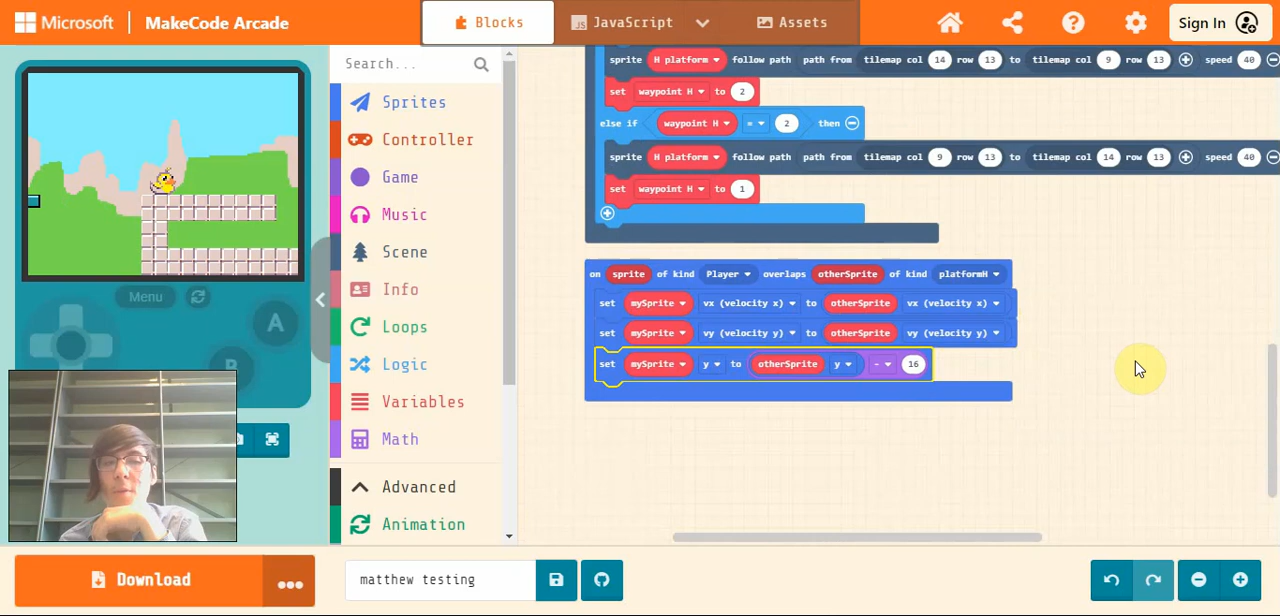 Microsoft MakeCode Arcade Blocks JavaScript Assets Sign In
Search...
Sprites
Controller
Game
Music
Scene
Info
Loops
Logic
Variables
Math
Advanced
Animation
Menu
A
B
sprite H platform follow path path from tilemap col 14 row 13 to tilemap col 9 row 13 speed 40
set waypoint H to 2
else if waypoint H = 2 then
sprite H platform follow path path from tilemap col 9 row 13 to tilemap col 14 row 13 speed 40
set waypoint H to 1
on sprite of kind Player overlaps otherSprite of kind platformH
set mySprite vx (velocity x) to otherSprite vx (velocity x)
set mySprite vy (velocity y) to otherSprite vy (velocity y)
set mySprite y to otherSprite y - 16
Download ... matthew testing